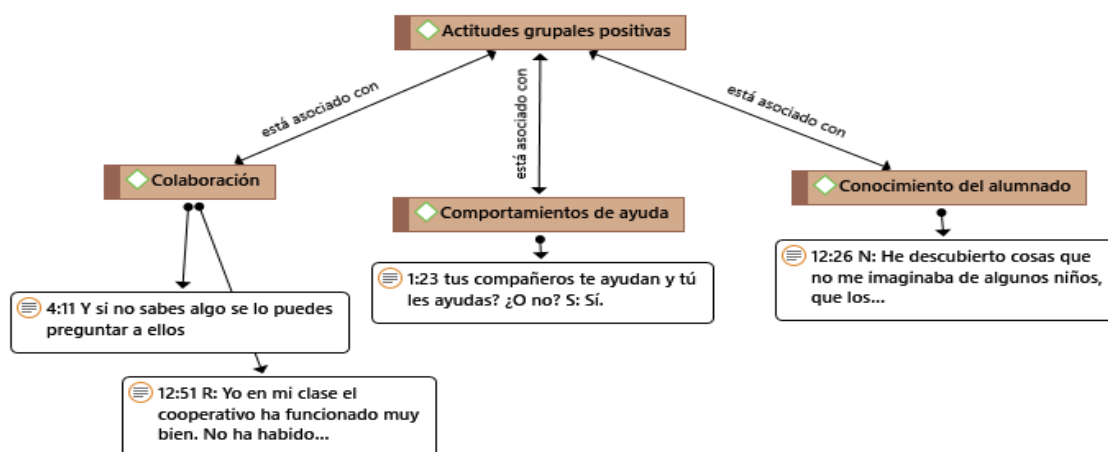 Actitudes grupales positivas
está asociado con
está asociado con
está asociado con
Colaboración
Comportamientos de ayuda
Conocimiento del alumnado
4:11 Y si no sabes algo se lo puedes
preguntar a ellos
12:51 R: Yo en mi clase el
cooperativo ha funcionado muy
bien. No ha habido...
1:23 tus compañeros te ayudan y tú
les ayudas? ¿O no? S: Sí.
12:26 N: He descubierto cosas que
no me imaginaba de algunos niños,
que los...